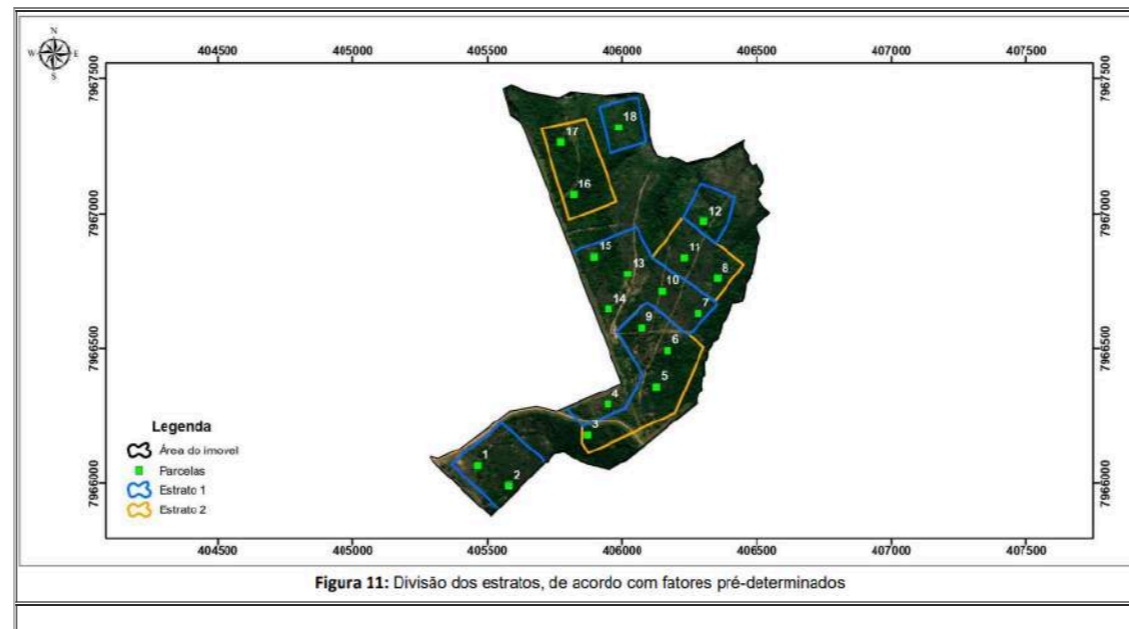 N
W E
S
404500 405000 405500 406000 406500 407000 407500
7967500 7967500
18
17
16
12
7967000 7967000
15
11
13
8
10
14
7
9
7966500 7966500
6
5
4
3
Legenda
Área do imovel
1
Parcelas
2
7966000 7966000
Estrato 1
Estrato 2
404500 405000 405500 406000 406500 407000 407500
Figura 11: Divisão dos estratos, de acordo com fatores pré-determinados